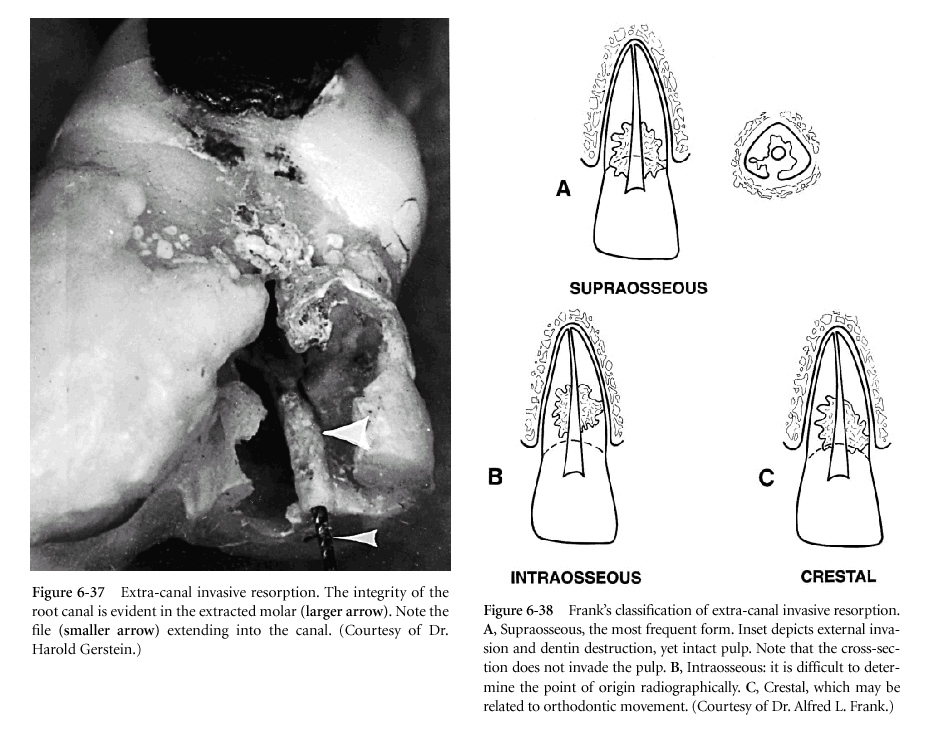 Figure 6-37 Extra-canal invasive resorption. The integrity of the
root canal is evident in the extracted molar (larger arrow). Note the
file (smaller arrow) extending into the canal. (Courtesy of Dr.
Harold Gerstein.)
A
SUPRAOSSEOUS
B
C
INTRAOSSEOUS
CRESTAL
Figure 6-38 Frank’s classification of extra-canal invasive resorption.
A, Supraosseous, the most frequent form. Inset depicts external inva-
sion and dentin destruction, yet intact pulp. Note that the cross-sec-
tion does not invade the pulp. B, Intraosseous: it is difficult to deter-
mine the point of origin radiographically. C, Crestal, which may be
related to orthodontic movement. (Courtesy of Dr. Alfred L. Frank.)